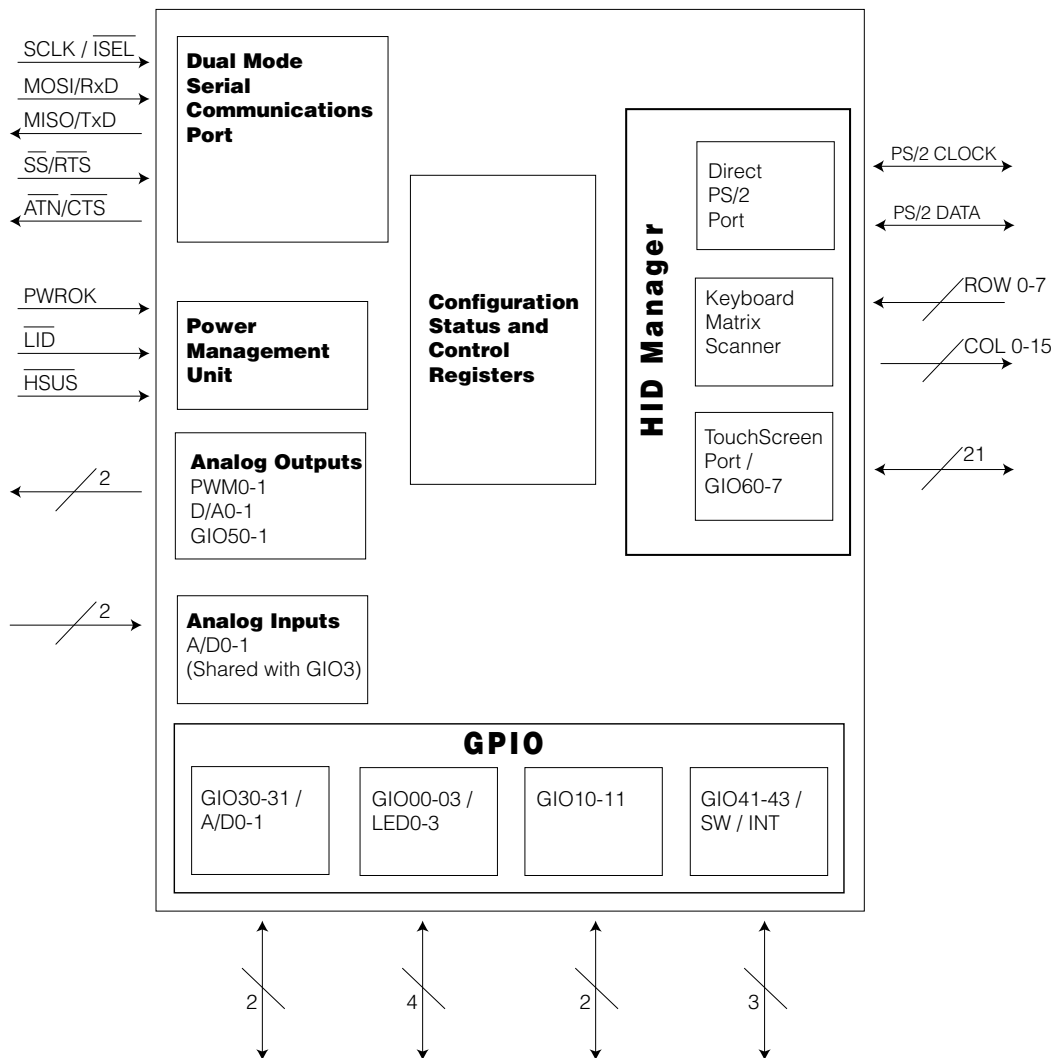 SCLK / ISEL
MOSI/RxD
MISO/TxD
SS/RTS
ATN/CTS
PWROK
LID
HSUS
2
2
Dual Mode
Serial
Communications
Port
Power
Management
Unit
Analog Outputs
PWM0-1
D/A0-1
GIO50-1
Analog Inputs
A/D0-1
(Shared with GIO3)
Configuration
Status and
Control
Registers
HID Manager
Direct
PS/2
Port
Keyboard
Matrix
Scanner
TouchScreen
Port /
GIO60-7
PS/2 CLOCK
PS/2 DATA
ROW 0-7
COL 0-15
21
GPIO
GIO30-31 /
A/D0-1
GIO00-03 /
LED0-3
GIO10-11
GIO41-43 /
SW / INT
2
4
2
3